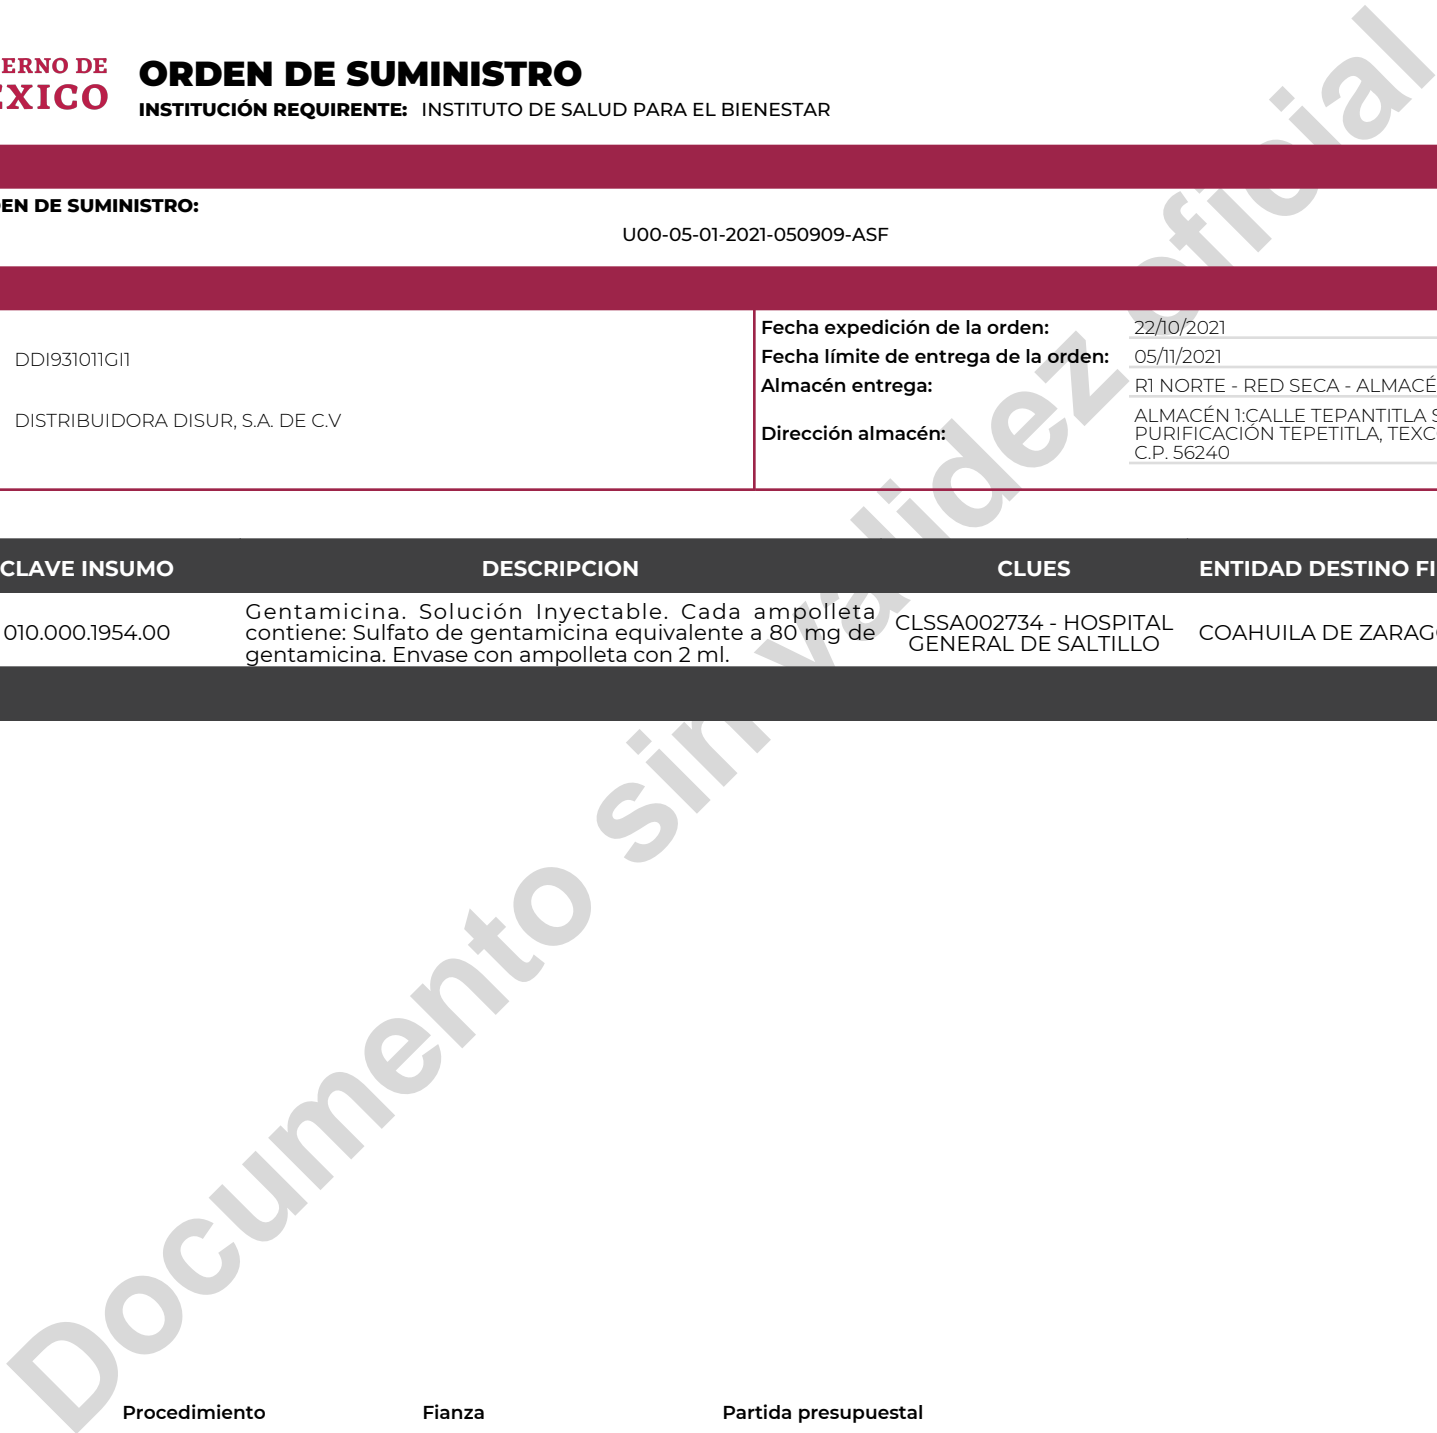 ERNO DE
ÉXICO
ORDEN DE SUMINISTRO
INSTITUCIÓN REQUIRENTE: INSTITUTO DE SALUD PARA EL BIENESTAR
EN DE SUMINISTRO:
U00-05-01-2021-050909-ASF
DDI931011GI1
DISTRIBUIDORA DISUR, S.A. DE C.V
Fecha expedición de la orden: 22/10/2021
Fecha límite de entrega de la orden: 05/11/2021
Almacén entrega: R1 NORTE - RED SECA - ALMACÉ
Dirección almacén:
ALMACÉN 1:CALLE TEPANTITLA S
PURIFICACIÓN TEPETITLA, TEXC
C.P. 56240
CLAVE INSUMO DESCRIPCION CLUES ENTIDAD DESTINO FI
010.000.1954.00
Gentamicina. Solución Inyectable. Cada ampolleta
contiene: Sulfato de gentamicina equivalente a 80 mg de
gentamicina. Envase con ampolleta con 2 ml.
CLSSA002734 - HOSPITAL
GENERAL DE SALTILLO
COAHUILA DE ZARAG
Documento sin validez oficial
Procedimiento Fianza Partida presupuestal